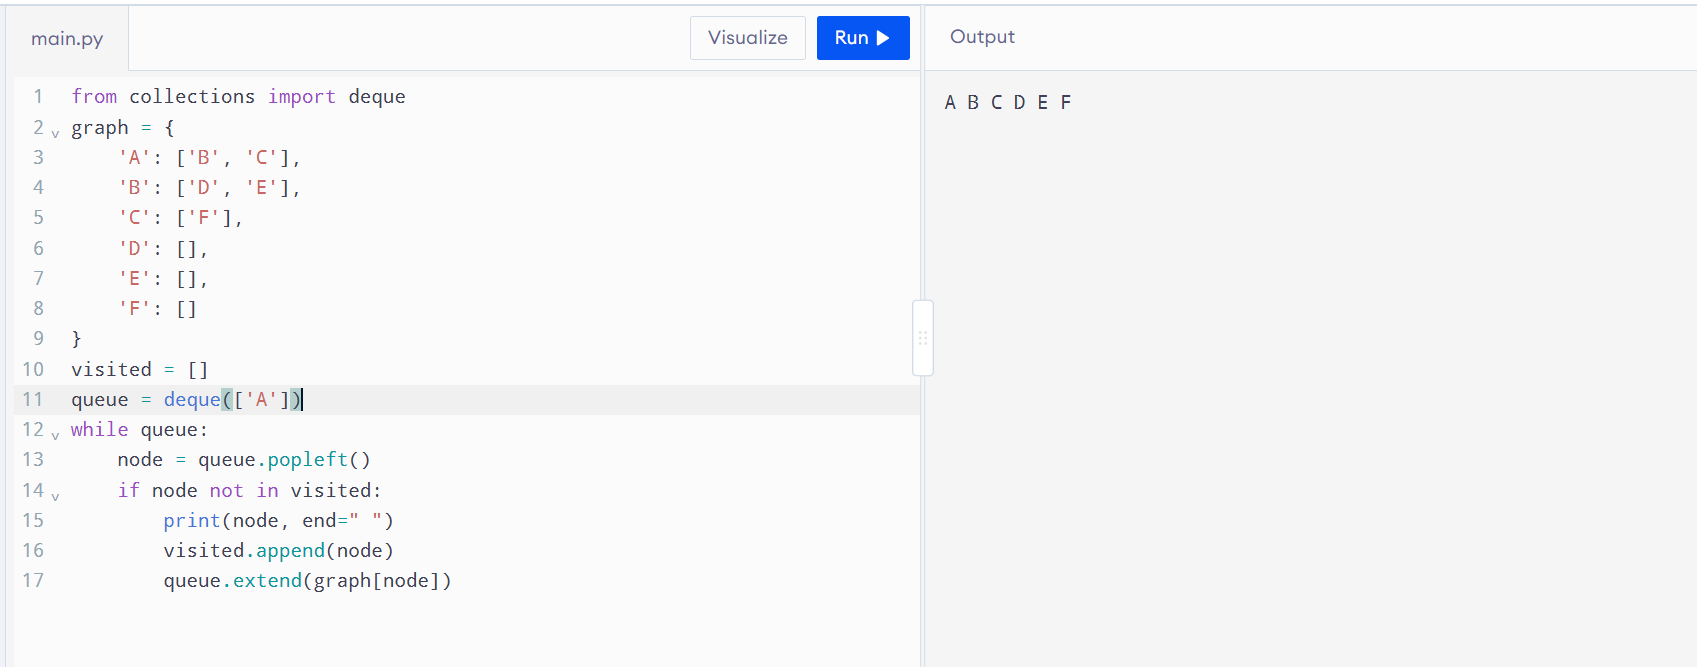 main.py
Visualize
Run
Output
1 from collections import deque
2 graph = {
3     'A': ['B', 'C'],
4     'B': ['D', 'E'],
5     'C': ['F'],
6     'D': [],
7     'E': [],
8     'F': []
9 }
10 visited = []
11 queue = deque(['A'])
12 while queue:
13     node = queue.popleft()
14     if node not in visited:
15         print(node, end=" ")
16         visited.append(node)
17         queue.extend(graph[node])
A B C D E F